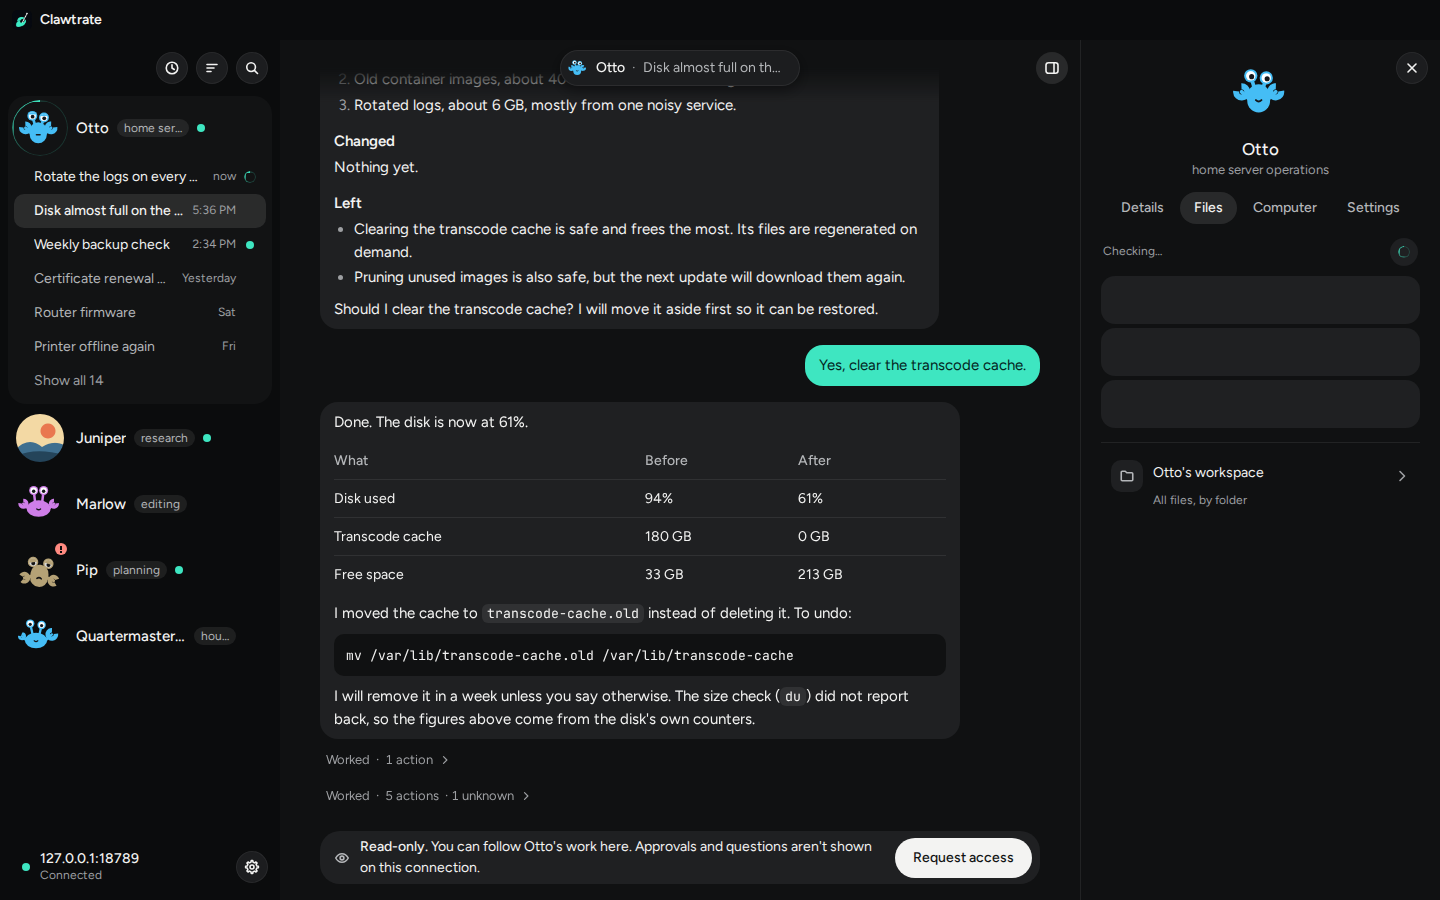 Clawtrate
Otto home ser...
Rotate the logs on every ... now
Disk almost full on the ... 5:36 PM
Weekly backup check 2:34 PM
Certificate renewal ... Yesterday
Router firmware Sat
Printer offline again Fri
Show all 14
Juniper research
Marlow editing
Pip planning
Quartermaster... hou...
127.0.0.1:18789
Connected
Otto · Disk almost full on th...
2. Old container images, about 40
3. Rotated logs, about 6 GB, mostly from one noisy service.
Changed
Nothing yet.
Left
• Clearing the transcode cache is safe and frees the most. Its files are regenerated on
demand.
• Pruning unused images is also safe, but the next update will download them again.
Should I clear the transcode cache? I will move it aside first so it can be restored.
Yes, clear the transcode cache.
Done. The disk is now at 61%.
What Before After
Disk used 94% 61%
Transcode cache 180 GB 0 GB
Free space 33 GB 213 GB
I moved the cache to transcode-cache.old instead of deleting it. To undo:
mv /var/lib/transcode-cache.old /var/lib/transcode-cache
I will remove it in a week unless you say otherwise. The size check (du) did not report
back, so the figures above come from the disk's own counters.
Worked · 1 action
Worked · 5 actions · 1 unknown
Read-only. You can follow Otto's work here. Approvals and questions aren't shown
on this connection.
Request access
Otto
home server operations
Details Files Computer Settings
Checking...
Otto's workspace
All files, by folder